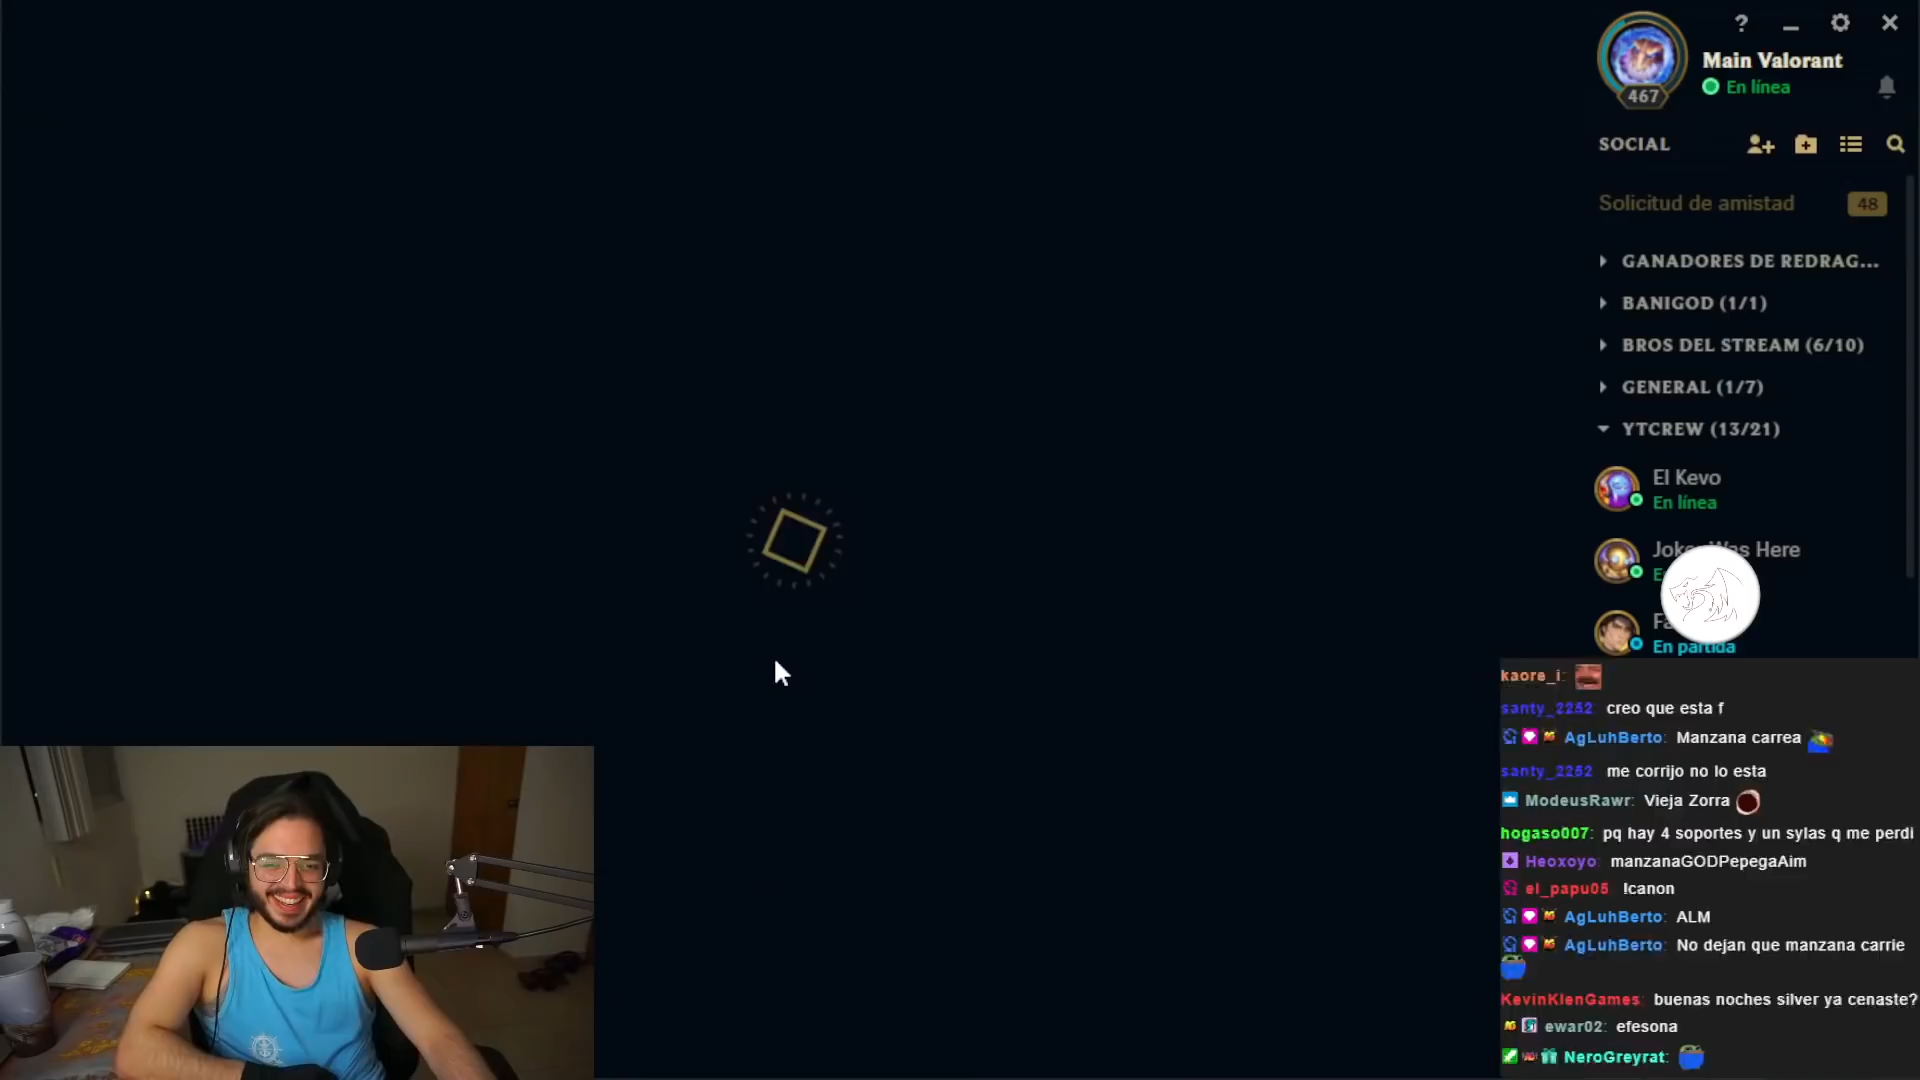 ?
Main Valorant
En línea
467
SOCIAL
Solicitud de amistad 48
GANADORES DE REDRAG...
BANIGOD (1/1)
BROS DEL STREAM (6/10)
GENERAL (1/7)
YTCREW (13/21)
El Kevo
En línea
Was Here
En partida
kaore_i:
santy_2252 creo que esta f
AgLuhBerto: Manzana carrea
santy_2252 me corrijo no lo esta
ModeusRawr: Vieja Zorra
hogaso007: pq hay 4 soportes y un sylas q me perdi
Heoxoyo: manzanaGODPepegaAim
el_papu05 !canon
AgLuhBerto: ALM
AgLuhBerto: No dejan que manzana carrie
KevinKlenGames: buenas noches silver ya cenaste?
ewar02: efesona
NeroGreyrat: